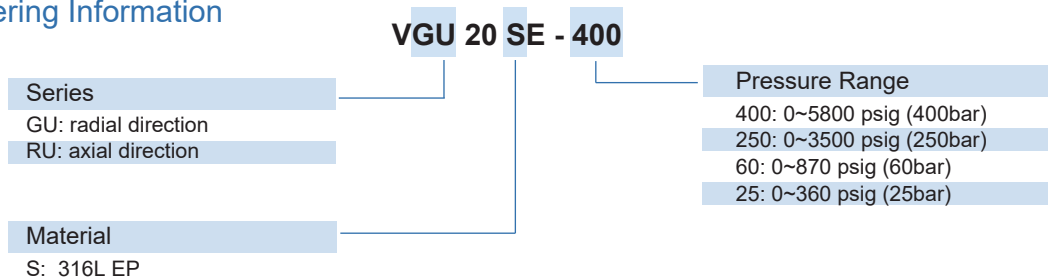 ering Information
VGU 20 SE - 400
Series
GU: radial direction
RU: axial direction
Material
S: 316L EP
Pressure Range
400: 0~5800 psig (400bar)
250: 0~3500 psig (250bar)
60: 0~870 psig (60bar)
25: 0~360 psig (25bar)